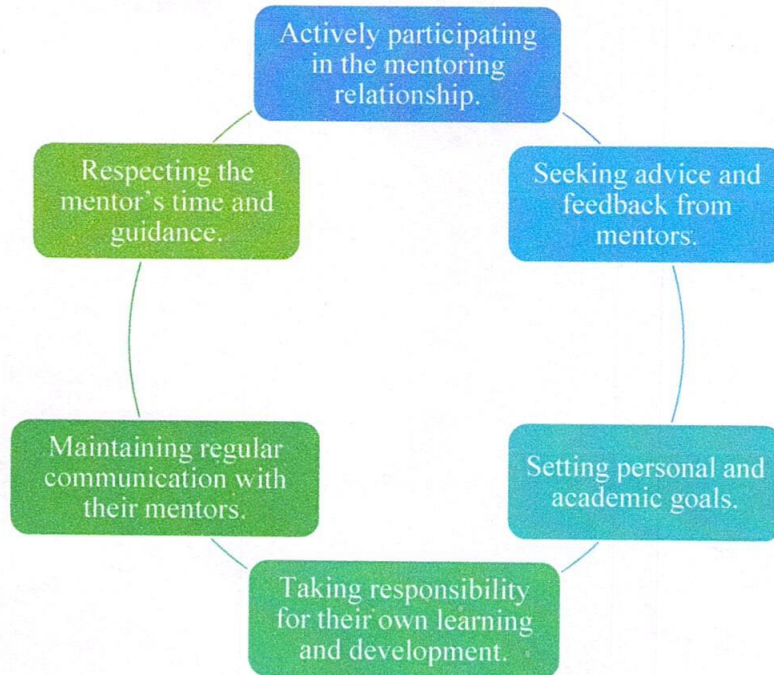 Actively participating
in the mentoring
relationship.
Seeking advice and
feedback from
mentors.
Setting personal and
academic goals.
Taking responsibility
for their own learning
and development.
Maintaining regular
communication with
their mentors.
Respecting the
mentor's time and
guidance.